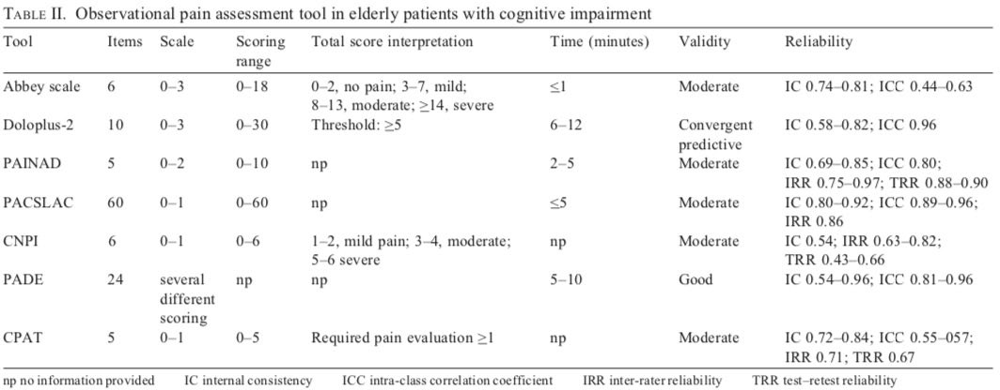 TABLE II. Observational pain assessment tool in elderly patients with cognitive impairment
Tool Items Scale Scoring range Total score interpretation Time (minutes) Validity Reliability
Abbey scale 6 0–3 0–18 0–2, no pain; 3–7, mild; ≤1 Moderate IC 0.74–0.81; ICC 0.44–0.63
8–13, moderate; ≥14, severe
Doloplus-2 10 0–3 0–30 Threshold: ≥5 6–12 Convergent IC 0.58–0.82; ICC 0.96
predictive
PAINAD 5 0–2 0–10 np 2–5 Moderate IC 0.69–0.85; ICC 0.80;
IRR 0.75–0.97; TRR 0.88–0.90
PACSLAC 60 0–1 0–60 np ≤5 Moderate IC 0.80–0.92; ICC 0.89–0.96;
IRR 0.86
CNPI 6 0–1 0–6 1–2, mild pain; 3–4, moderate; np Moderate IC 0.54; IRR 0.63–0.82;
5–6 severe TRR 0.43–0.66
PADE 24 several np np 5–10 Good IC 0.54–0.96; ICC 0.81–0.96
different
scoring
CPAT 5 0–1 0–5 Required pain evaluation ≥1 np Moderate IC 0.72–0.84; ICC 0.55–057;
IRR 0.71; TRR 0.67
np no information provided IC internal consistency ICC intra-class correlation coefficient IRR inter-rater reliability TRR test–retest reliability